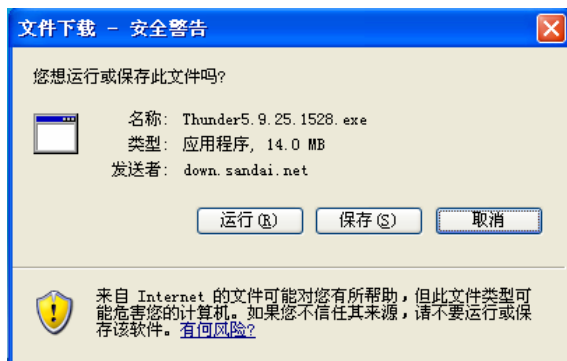 文件下载 - 安全警告
您想运行或保存此文件吗?
名称: Thunder5.9.25.1528.exe
类型: 应用程序, 14.0 MB
发送者: down.sandai.net
运行(R) 保存(S) 取消
来自 Internet 的文件可能对您有所帮助，但此文件类型可
能危害您的计算机。如果您不信任其来源，请不要运行或保
存该软件。有何风险?